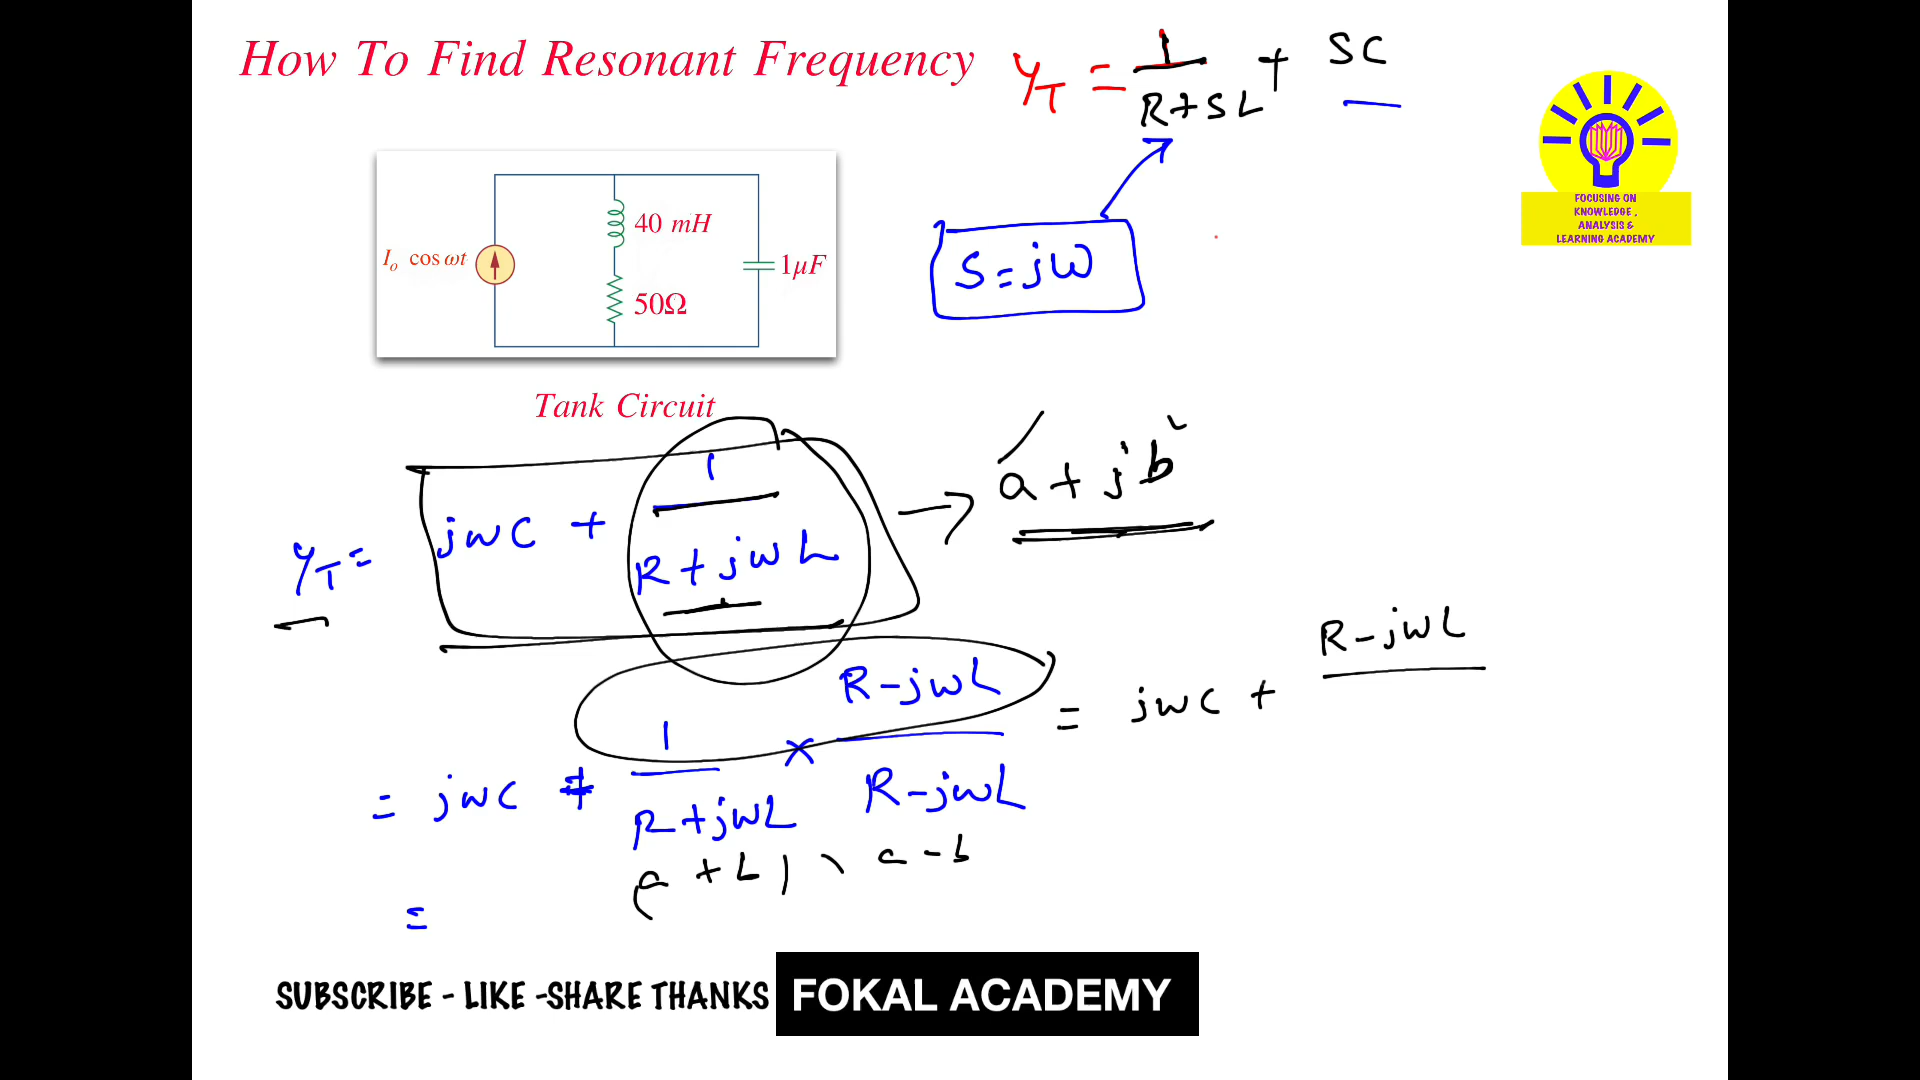 How To Find Resonant Frequency
Y_T = 1/(R+SL) + SC
FOCUSING ON
KNOWLEDGE ,
ANALYSIS &
LEARNING ACADEMY
I_o cos ωt
40 mH
50Ω
1μF
S=jω
Tank Circuit
Y_T = jωC + 1/(R+jωL) → a + jb
= jωC + 1/(R+jωL) × (R-jωL)/(R-jωL) = jωC + R-jωL
(a + b) a - b
=
SUBSCRIBE - LIKE -SHARE THANKS
FOKAL ACADEMY